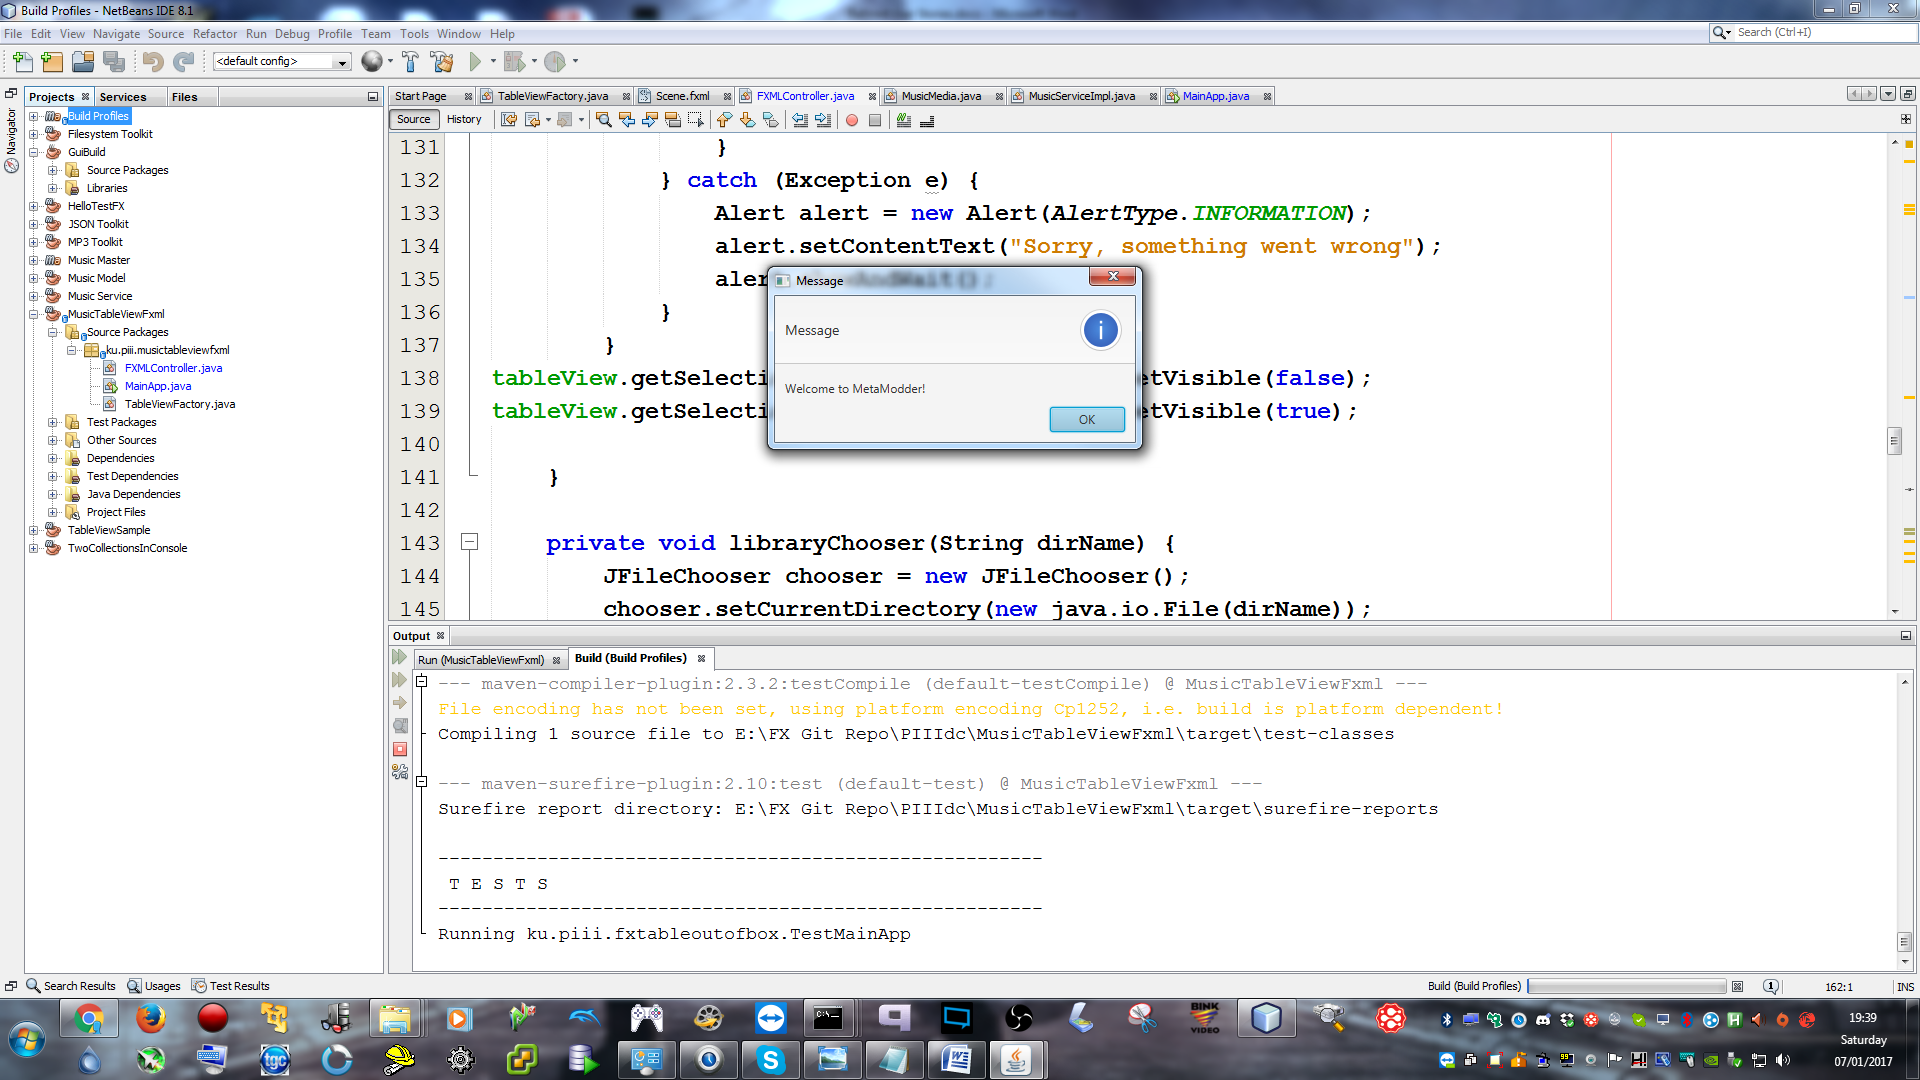 Build Profiles - NetBeans IDE 8.1
File Edit View Navigate Source Refactor Run Debug Profile Team Tools Window Help
Search (Ctrl+I)
<default config>
Projects Services Files
Navigator
Build Profiles
Filesystem Toolkit
GuiBuild
Source Packages
Libraries
HelloTestFX
JSON Toolkit
MP3 Toolkit
Music Master
Music Model
Music Service
MusicTableViewFxml
Source Packages
ku.piii.musictableviewfxml
FXMLController.java
MainApp.java
TableViewFactory.java
Test Packages
Other Sources
Dependencies
Test Dependencies
Java Dependencies
Project Files
TableViewSample
TwoCollectionsInConsole
Start Page TableViewFactory.java Scene.fxml FXMLController.java MusicMedia.java MusicServiceImpl.java MainApp.java
Source History
131 }
132 } catch (Exception e) {
133 Alert alert = new Alert(AlertType.INFORMATION);
134 alert.setContentText("Sorry, something went wrong");
135 aler
136 }
137 }
138 tableView.getSelecti etVisible(false);
139 tableView.getSelecti etVisible(true);
140
141 }
142
143 private void libraryChooser(String dirName) {
144 JFileChooser chooser = new JFileChooser();
145 chooser.setCurrentDirectory(new java.io.File(dirName));
Message
Message
Welcome to MetaModder!
OK
Output
Run (MusicTableViewFxml) Build (Build Profiles)
--- maven-compiler-plugin:2.3.2:testCompile (default-testCompile) @ MusicTableViewFxml ---
File encoding has not been set, using platform encoding Cp1252, i.e. build is platform dependent!
Compiling 1 source file to E:\FX Git Repo\PIIIdc\MusicTableViewFxml\target\test-classes
--- maven-surefire-plugin:2.10:test (default-test) @ MusicTableViewFxml ---
Surefire report directory: E:\FX Git Repo\PIIIdc\MusicTableViewFxml\target\surefire-reports
-------------------------------------------------------
T E S T S
-------------------------------------------------------
Running ku.piii.fxtableoutofbox.TestMainApp
Search Results Usages Test Results
Build (Build Profiles) 1 162:1 INS
BINK
VIDEO
tgc
19:39
Saturday
07/01/2017